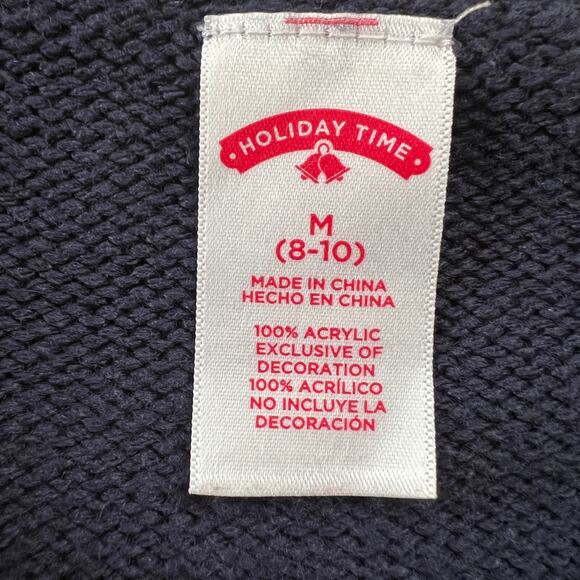 HOLIDAY TIME
M
(8-10)
MADE IN CHINA
HECHO EN CHINA
100% ACRYLIC
EXCLUSIVE OF
DECORATION
100% ACRÍLICO
NO INCLUYE LA
DECORACIÓN